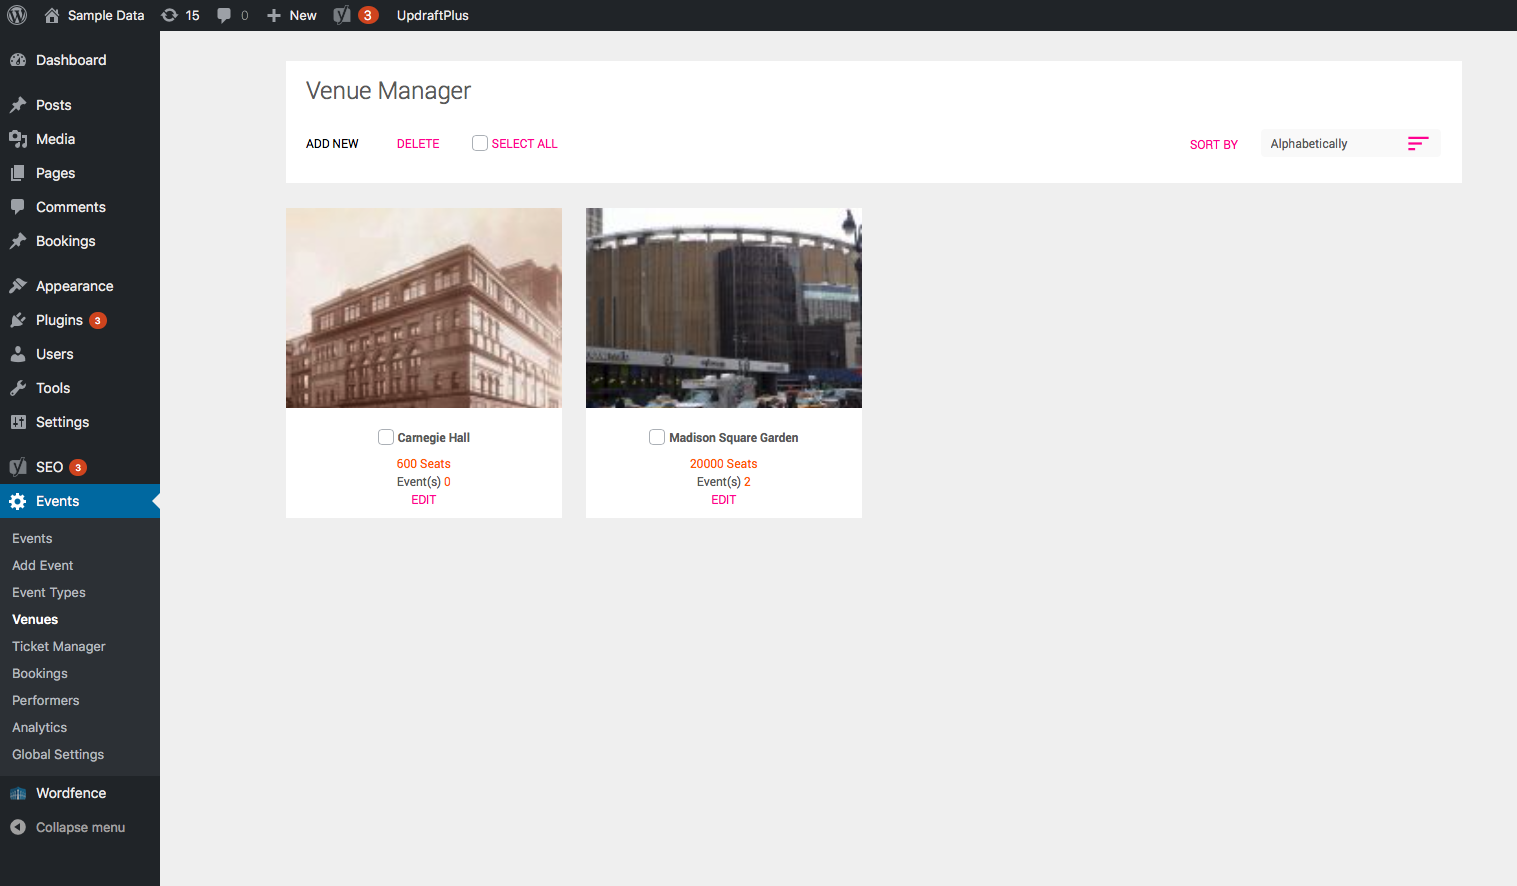 Sample Data 15 0 New 3 UpdraftPlus
Dashboard
Posts
Media
Pages
Comments
Bookings
Appearance
Plugins 3
Users
Tools
Settings
SEO 3
Events
Events
Add Event
Event Types
Venues
Ticket Manager
Bookings
Performers
Analytics
Global Settings
Wordfence
Collapse menu
Venue Manager
ADD NEW DELETE SELECT ALL SORT BY Alphabetically
Carnegie Hall
600 Seats
Event(s) 0
EDIT
Madison Square Garden
20000 Seats
Event(s) 2
EDIT